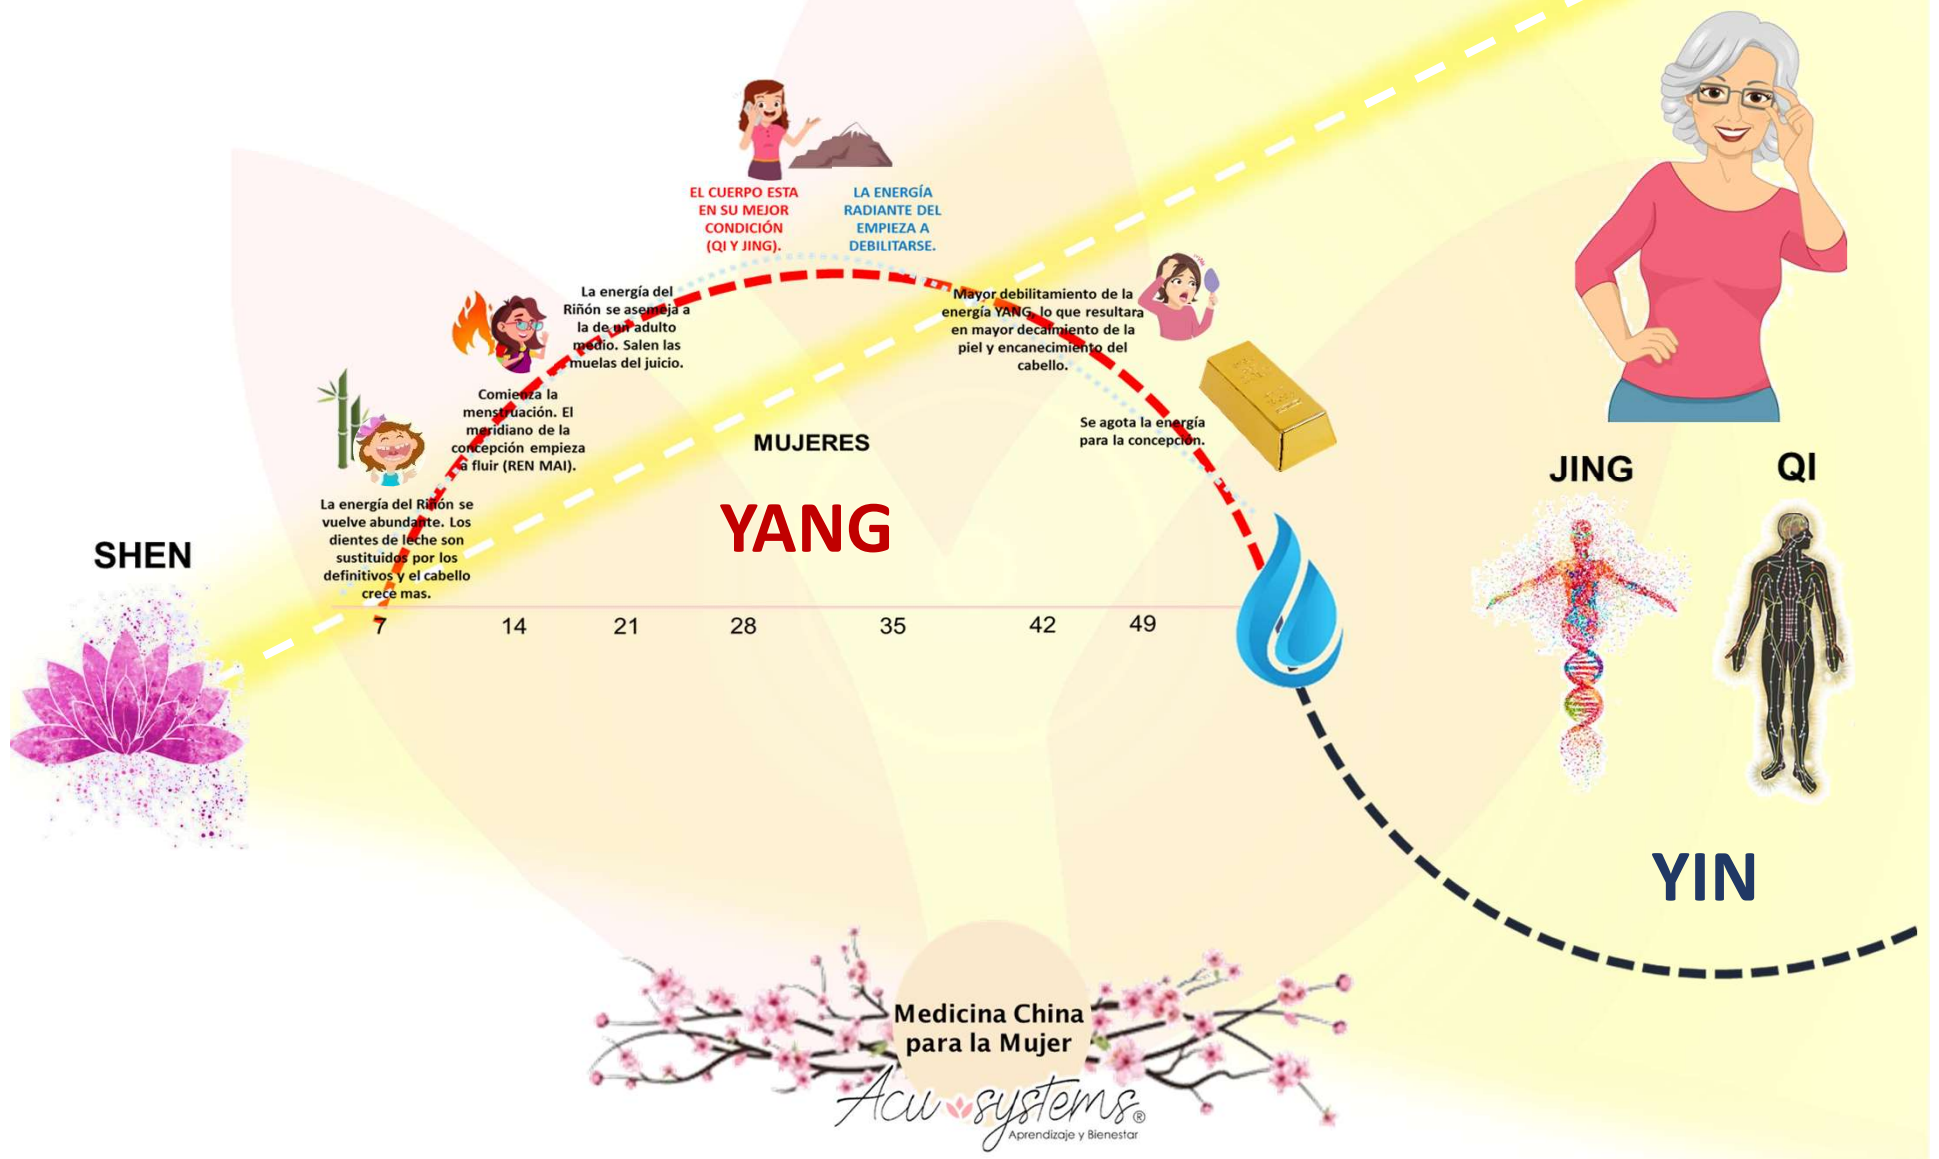 EL CUERPO ESTA
EN SU MEJOR
CONDICIÓN
(QI Y JING).
LA ENERGÍA
RADIANTE DEL
EMPIEZA A
DEBILITARSE.
La energía del
Riñón se asemeja a
la de un adulto
medio. Salen las
muelas del juicio.
Mayor debilitamiento de la
energía YANG, lo que resultara
en mayor decaimiento de la
piel y encanecimiento del
cabello.
Comienza la
menstruación. El
meridiano de la
concepción empieza
a fluir (REN MAI).
Se agota la energía
para la concepción.
MUJERES
YANG
La energía del Riñón se
vuelve abundante. Los
dientes de leche son
sustituidos por los
definitivos y el cabello
crece mas.
SHEN
JING
QI
7 14 21 28 35 42 49
YIN
Medicina China
para la Mujer
Acu systems®
Aprendizaje y Bienestar